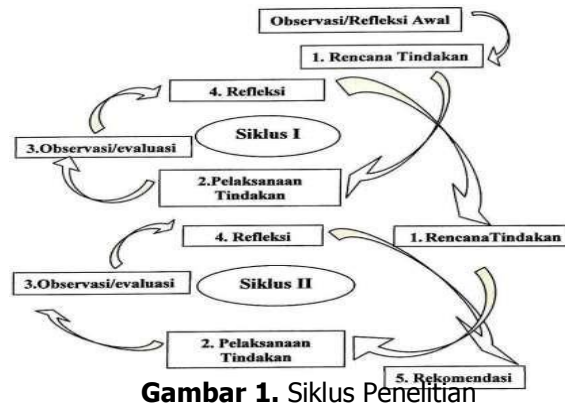 Observasi/Refleksi Awal
1. Rencana Tindakan
4. Refleksi
Siklus I
3.Observasi/evaluasi
2.Pelaksanaan
Tindakan
4. Refleksi
1. RencanaTindakan
3.Observasi/evaluasi
Siklus II
2. Pelaksanaan
Tindakan
5. Rekomendasi
Gambar 1. Siklus Penelitian